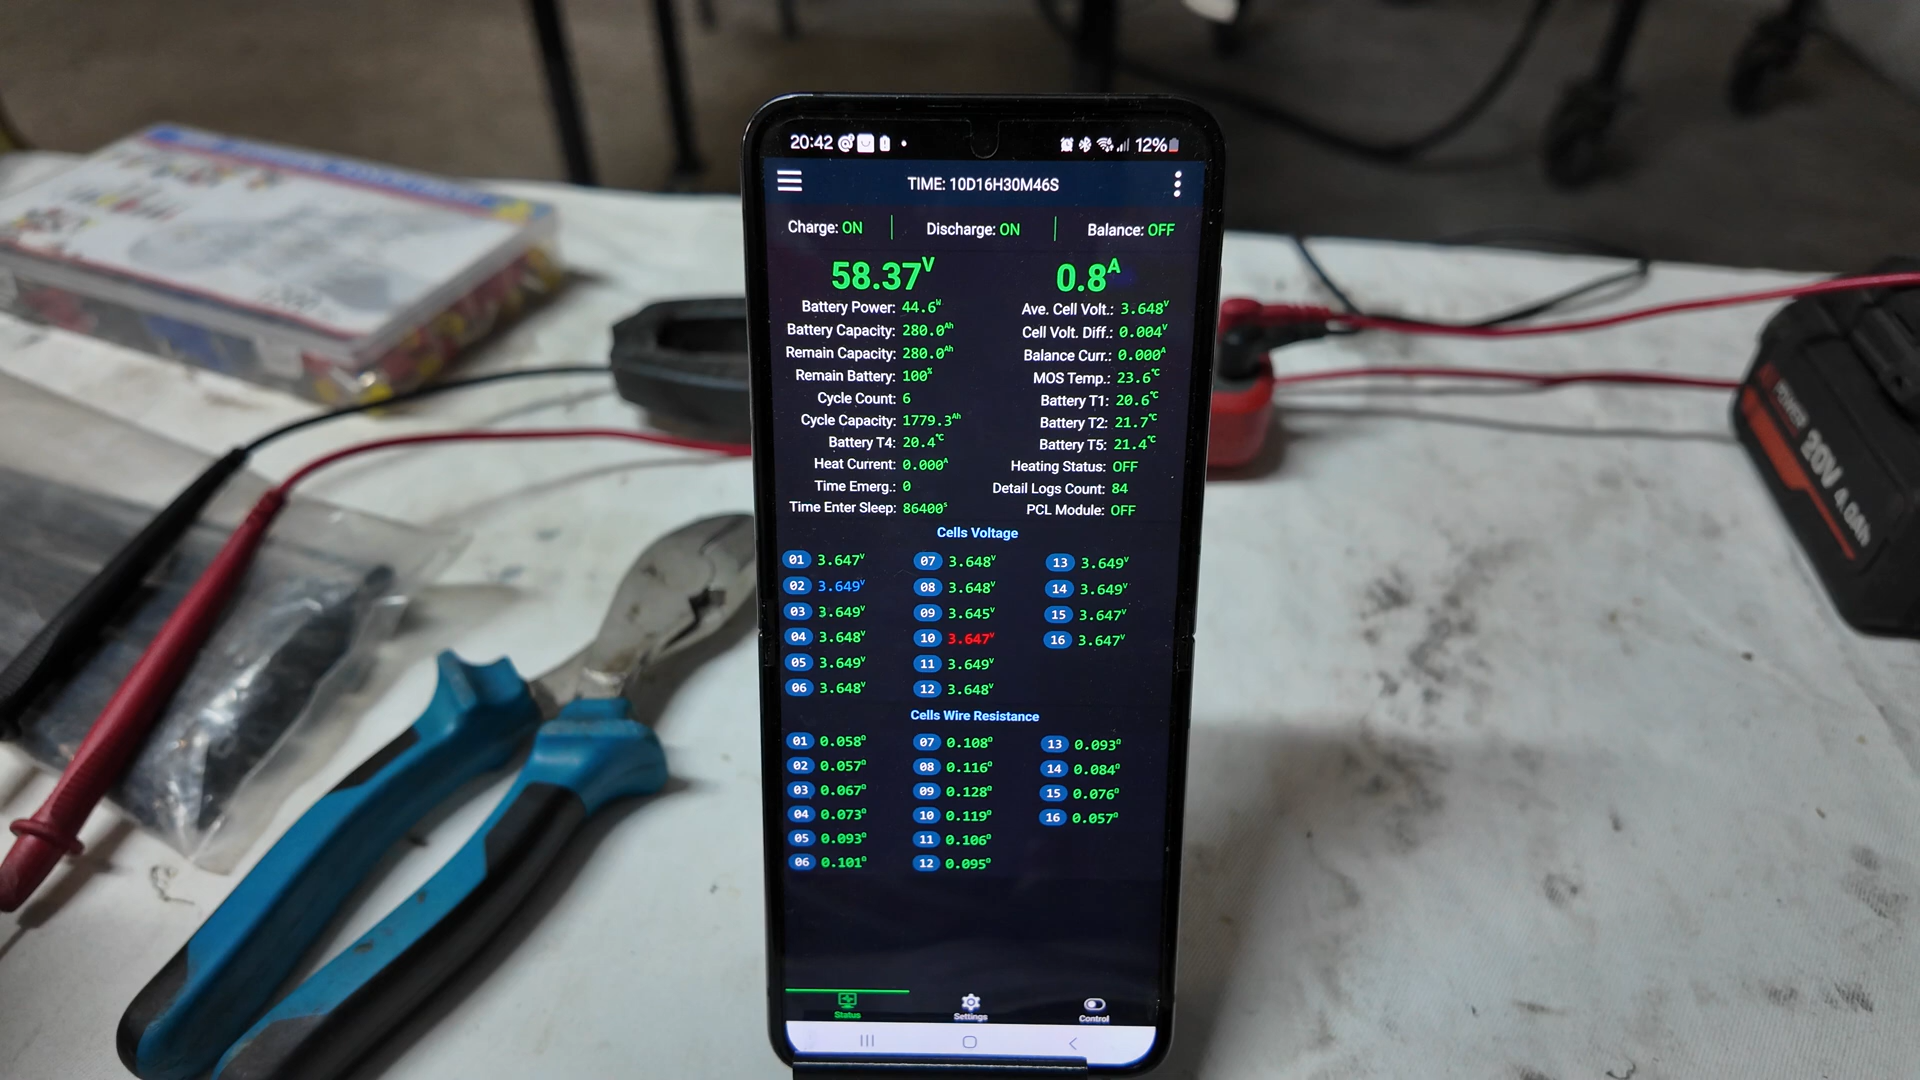 20:42 12%
TIME: 10D16H30M46S
Charge: ON Discharge: ON Balance: OFF
58.37V 0.8A
Battery Power: 44.6W Ave. Cell Volt.: 3.648V
Battery Capacity: 280.0Ah Cell Volt. Diff.: 0.004V
Remain Capacity: 280.0Ah Balance Curr.: 0.000A
Remain Battery: 100% MOS Temp.: 23.6℃
Cycle Count: 6 Battery T1: 20.6℃
Cycle Capacity: 1779.3Ah Battery T2: 21.7℃
Battery T4: 20.4℃ Battery T5: 21.4℃
Heat Current: 0.000A Heating Status: OFF
Time Emerg.: 0 Detail Logs Count: 84
Time Enter Sleep: 86400s PCL Module: OFF
Cells Voltage
01 3.647V 07 3.648V 13 3.649V
02 3.649V 08 3.648V 14 3.649V
03 3.649V 09 3.645V 15 3.647V
04 3.648V 10 3.647V 16 3.647V
05 3.649V 11 3.649V
06 3.648V 12 3.648V
Cells Wire Resistance
01 0.058Ω 07 0.108Ω 13 0.093Ω
02 0.057Ω 08 0.116Ω 14 0.084Ω
03 0.067Ω 09 0.128Ω 15 0.076Ω
04 0.073Ω 10 0.119Ω 16 0.057Ω
05 0.093Ω 11 0.106Ω
06 0.101Ω 12 0.095Ω
Status Settings Control
POWER
20V 4.0Ah